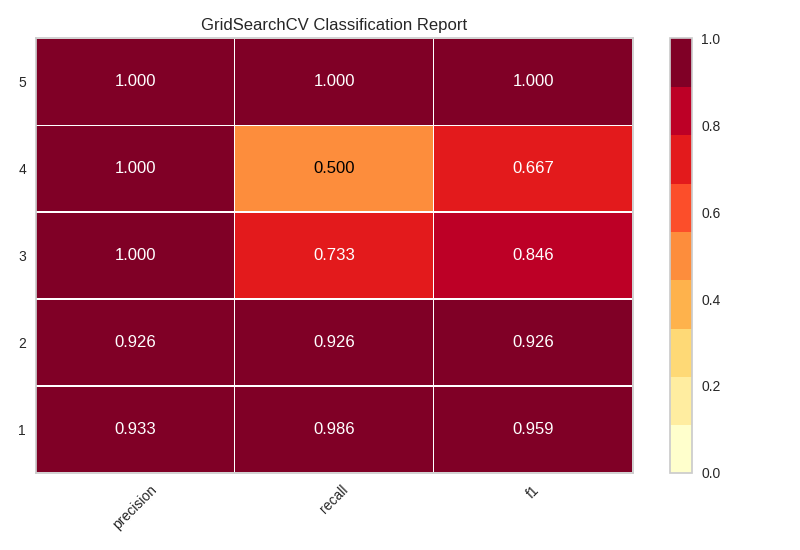 GridSearchCV Classification Report
5 1.000 1.000 1.000
4 1.000 0.500 0.667
3 1.000 0.733 0.846
2 0.926 0.926 0.926
1 0.933 0.986 0.959
precision recall f1
1.0
0.8
0.6
0.4
0.2
0.0